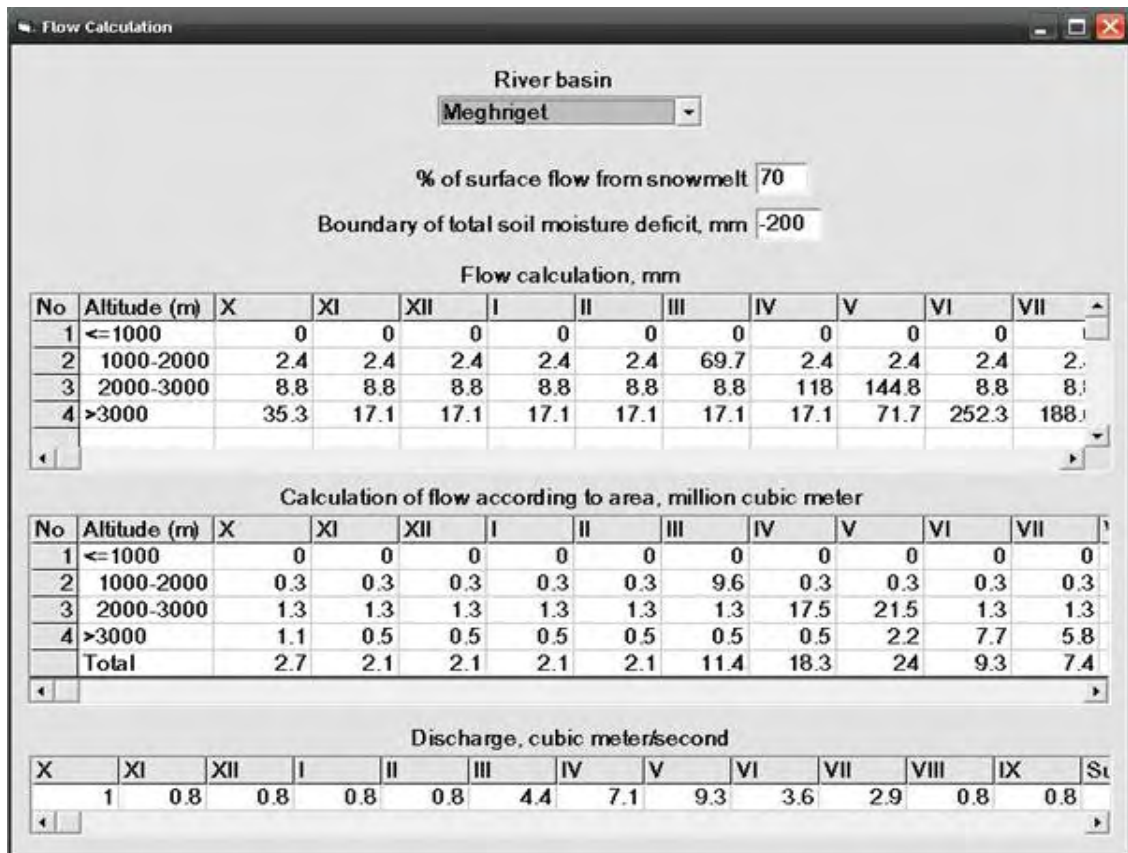 Flow Calculation
River basin
Meghriget
% of surface flow from snowmelt 70
Boundary of total soil moisture deficit, mm -200
Flow calculation, mm
No Altitude (m) X XI XII I II III IV V VI VII
1 <=1000 0 0 0 0 0 0 0 0 0
2 1000-2000 2.4 2.4 2.4 2.4 2.4 69.7 2.4 2.4 2.4 2.
3 2000-3000 8.8 8.8 8.8 8.8 8.8 8.8 118 144.8 8.8 8.
4 >3000 35.3 17.1 17.1 17.1 17.1 17.1 17.1 71.7 252.3 188.
Calculation of flow according to area, million cubic meter
No Altitude (m) X XI XII I II III IV V VI VII
1 <=1000 0 0 0 0 0 0 0 0 0 0
2 1000-2000 0.3 0.3 0.3 0.3 0.3 9.6 0.3 0.3 0.3 0.3
3 2000-3000 1.3 1.3 1.3 1.3 1.3 1.3 17.5 21.5 1.3 1.3
4 >3000 1.1 0.5 0.5 0.5 0.5 0.5 0.5 2.2 7.7 5.8
Total 2.7 2.1 2.1 2.1 2.1 11.4 18.3 24 9.3 7.4
Discharge, cubic meter/second
X XI XII I II III IV V VI VII VIII IX
1 0.8 0.8 0.8 0.8 4.4 7.1 9.3 3.6 2.9 0.8 0.8